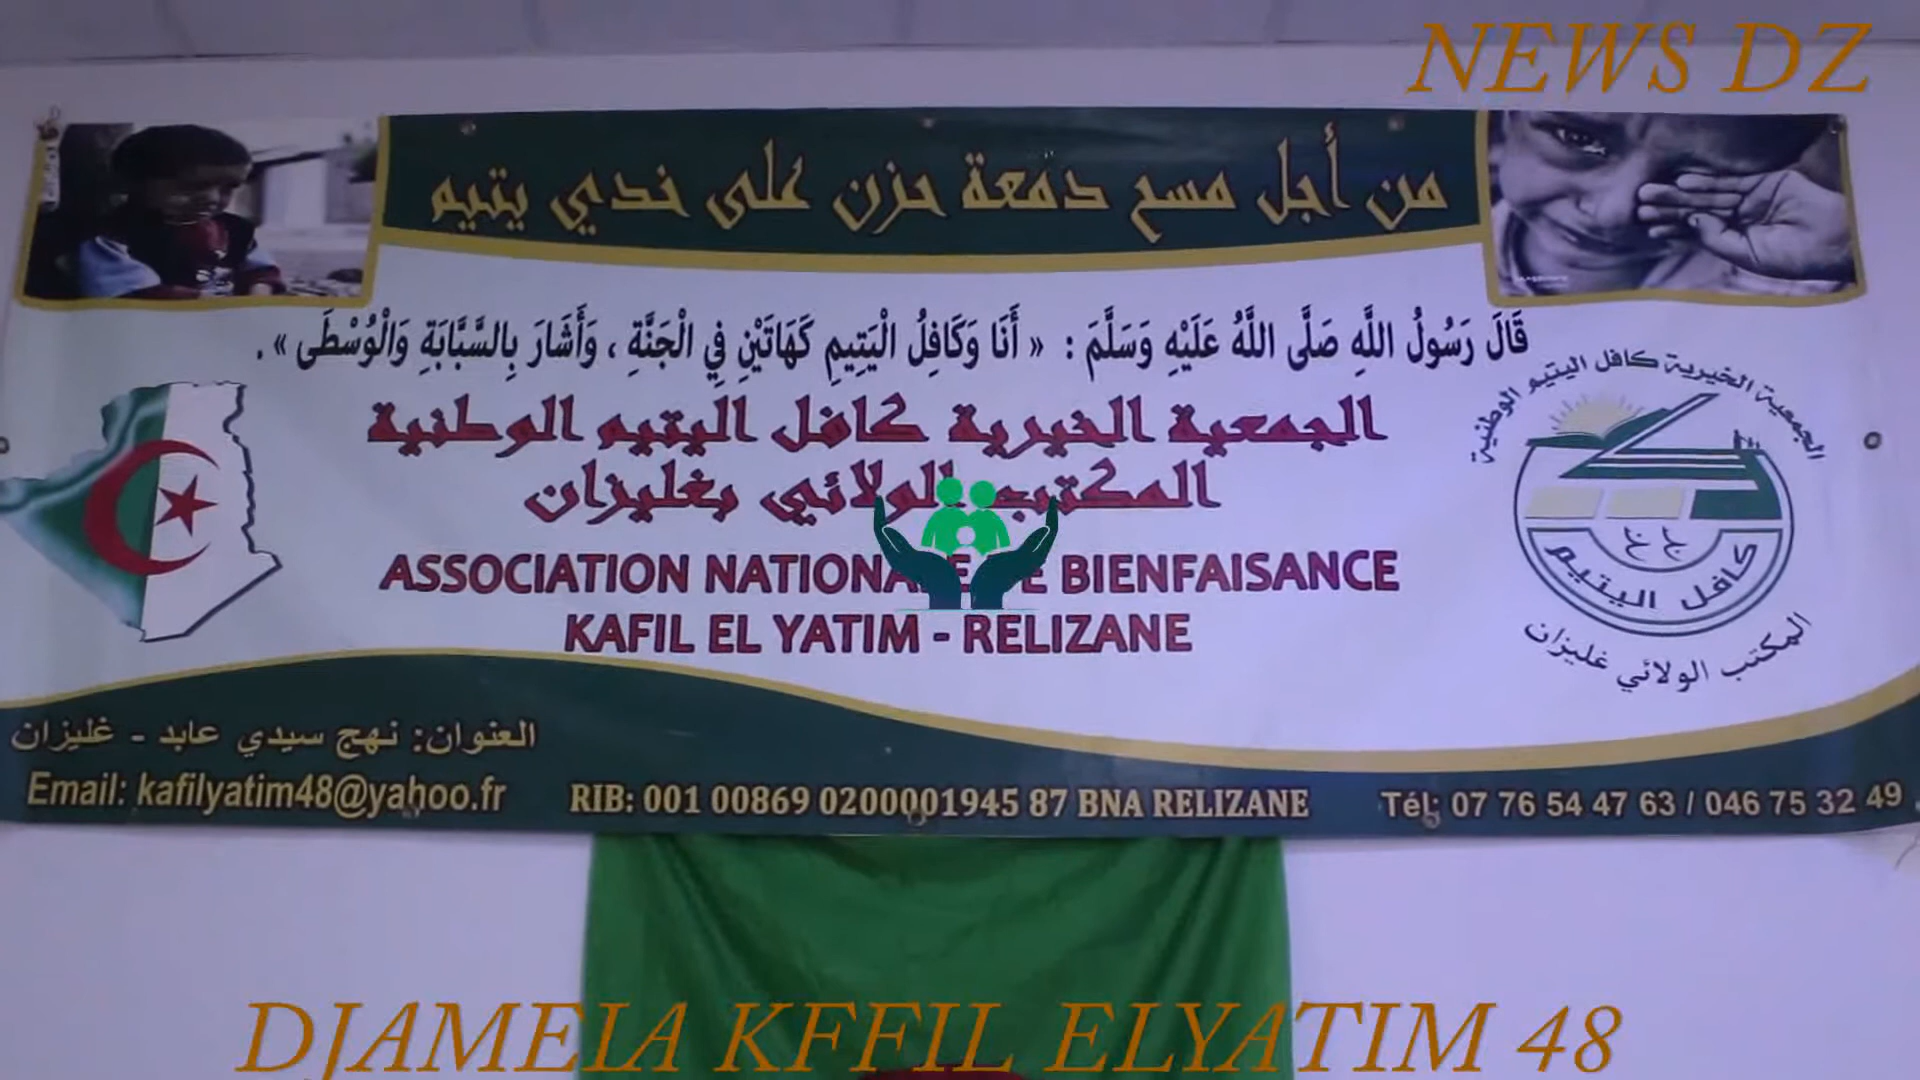 NEWS DZ
من أجل مسح دمعة حزن على خدي يتيم
قَالَ رَسُولُ اللَّهِ صَلَّى اللَّهُ عَلَيْهِ وَسَلَّمَ : « أَنَا وَكَافِلُ الْيَتِيمِ كَهَاتَيْنِ فِي الْجَنَّةِ ، وَأَشَارَ بِالسَّبَّابَةِ وَالْوُسْطَى » .
الجمعية الخيرية كافل اليتيم الوطنية
المكتب الولائي بغليزان
ASSOCIATION NATIONALE DE BIENFAISANCE
KAFIL EL YATIM - RELIZANE
الجمعية الخيرية كافل اليتيم الوطنية
كافل اليتيم
المكتب الولائي غليزان
العنوان: نهج سيدي عابد - غليزان
Email: kafilyatim48@yahoo.fr
RIB: 001 00869 0200001945 87 BNA RELIZANE
Tél: 07 76 54 47 63 / 046 75 32 49
DJAMEIA KFFIL ELYATIM 48